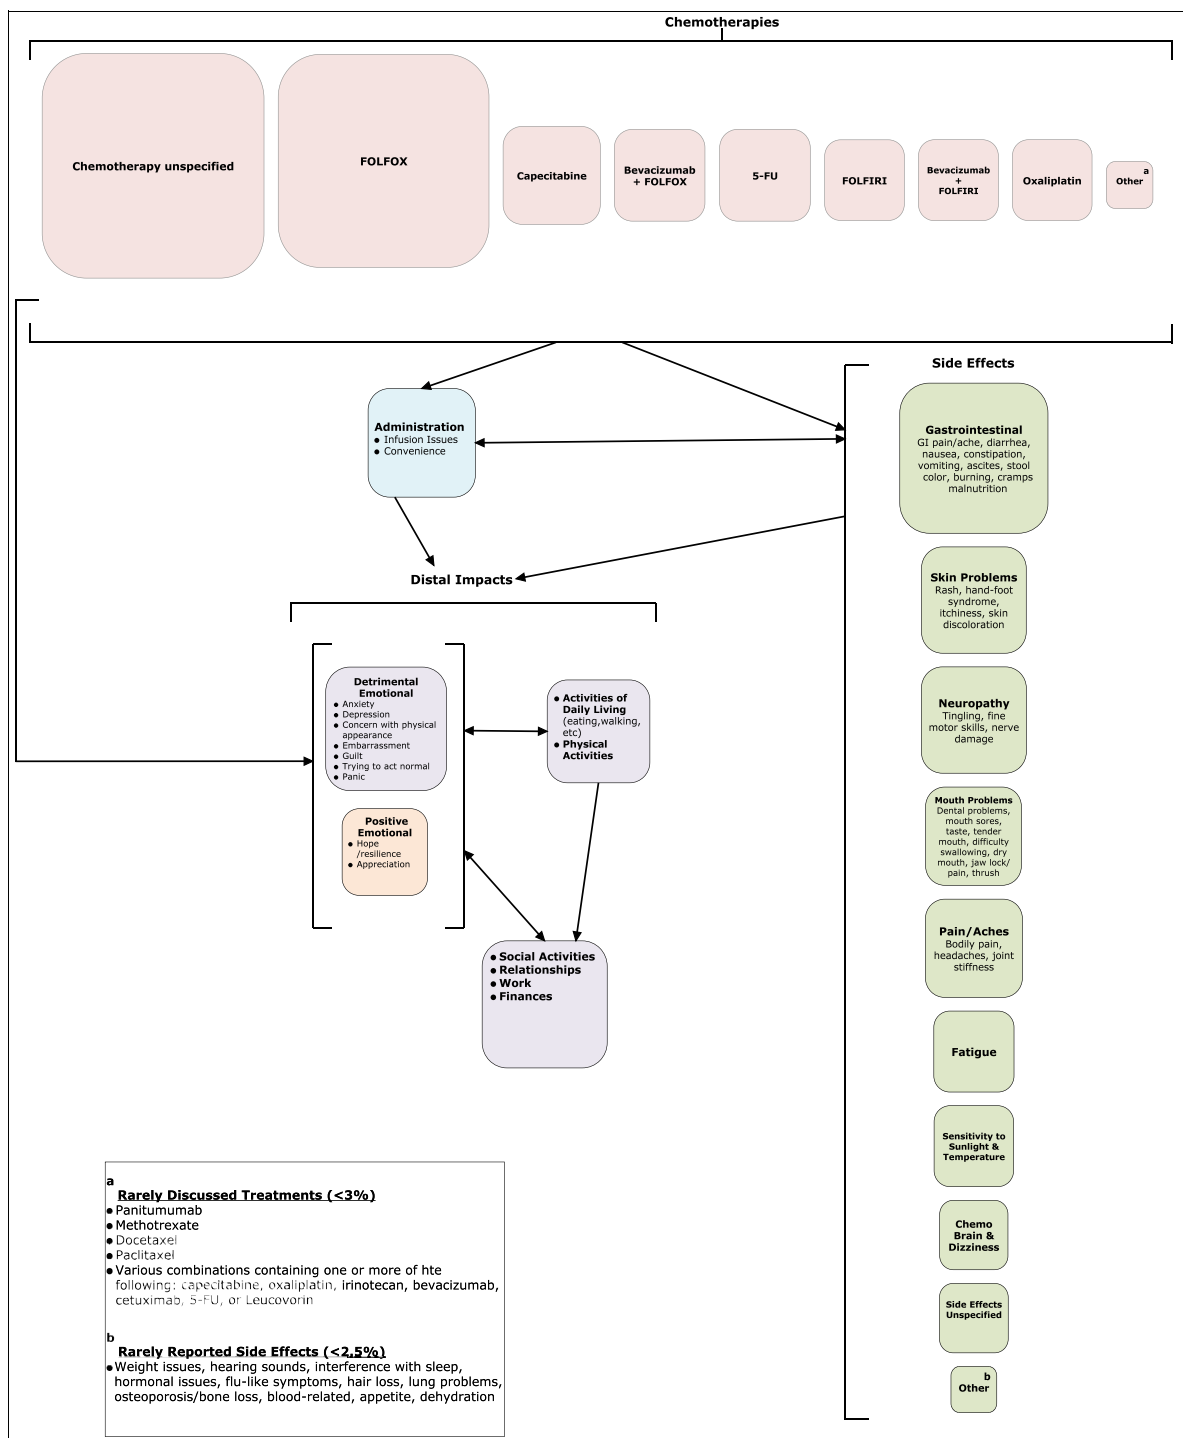 Chemotherapies
Chemotherapy unspecified
FOLFOX
Capecitabine
Bevacizumab
+ FOLFOX
5-FU
FOLFIRI
Bevacizumab
+
FOLFIRI
Oxaliplatin
a
Other
Side Effects
Administration
● Infusion Issues
● Convenience
Gastrointestinal
GI pain/ache, diarrhea,
nausea, constipation,
vomiting, ascites, stool
color, burning, cramps
malnutrition
Distal Impacts
Skin Problems
Rash, hand-foot
syndrome,
itchiness, skin
discoloration
Detrimental
Emotional
● Anxiety
● Depression
● Concern with physical
appearance
● Embarrassment
● Guilt
● Trying to act normal
● Panic
● Activities of
Daily Living
(eating,walking,
etc)
● Physical
Activities
Neuropathy
Tingling, fine
motor skills, nerve
damage
Positive
Emotional
● Hope
/resilience
● Appreciation
Mouth Problems
Dental problems,
mouth sores,
taste, tender
mouth, difficulty
swallowing, dry
mouth, jaw lock/
pain, thrush
● Social Activities
● Relationships
● Work
● Finances
Pain/Aches
Bodily pain,
headaches, joint
stiffness
Fatigue
Sensitivity to
Sunlight &
Temperature
Chemo
Brain &
Dizziness
Side Effects
Unspecified
b
Other
a
Rarely Discussed Treatments (<3%)
● Panitumumab
● Methotrexate
● Docetaxel
● Paclitaxel
● Various combinations containing one or more of hte
following: capecitabine, oxaliplatin, irinotecan, bevacizumab,
cetuximab, 5-FU, or Leucovorin
b
Rarely Reported Side Effects (<2.5%)
● Weight issues, hearing sounds, interference with sleep,
hormonal issues, flu-like symptoms, hair loss, lung problems,
osteoporosis/bone loss, blood-related, appetite, dehydration